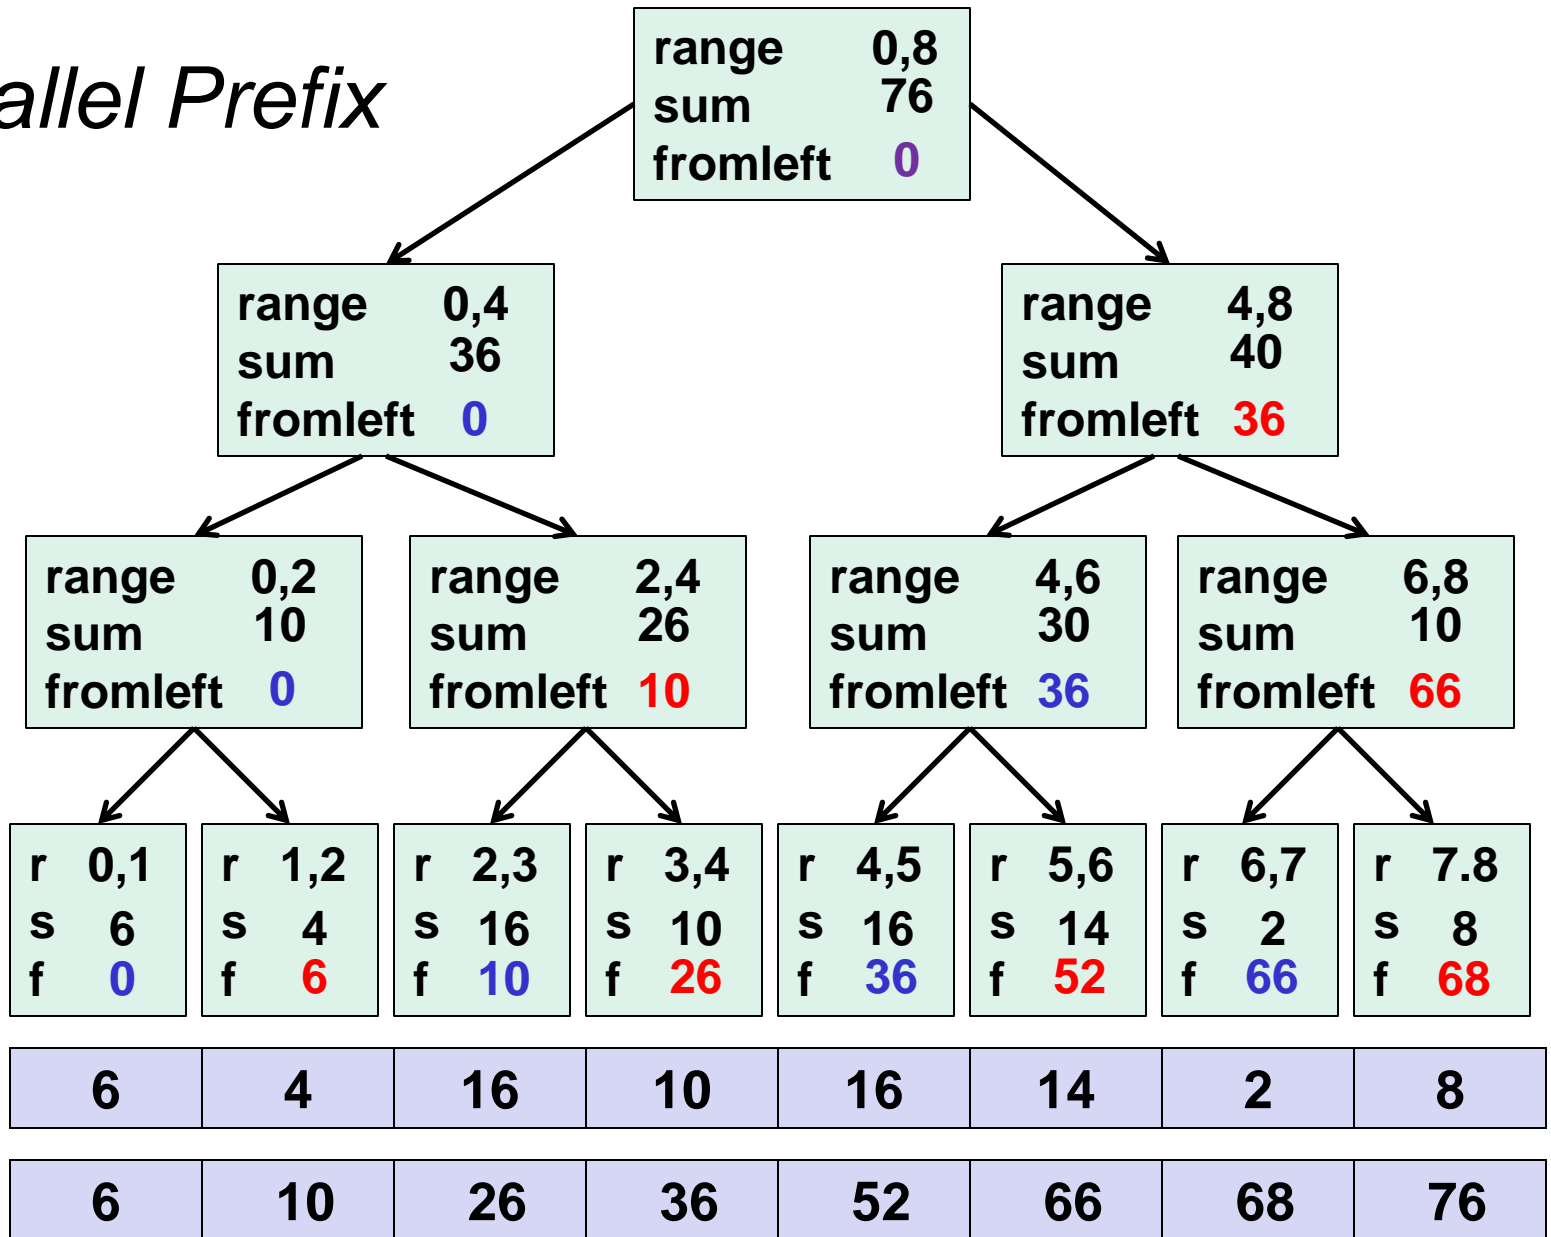 allel Prefix
range 0,8
sum 76
fromleft 0
range 0,4
sum 36
fromleft 0
range 4,8
sum 40
fromleft 36
range 0,2
sum 10
fromleft 0
range 2,4
sum 26
fromleft 10
range 4,6
sum 30
fromleft 36
range 6,8
sum 10
fromleft 66
r 0,1
s 6
f 0
r 1,2
s 4
f 6
r 2,3
s 16
f 10
r 3,4
s 10
f 26
r 4,5
s 16
f 36
r 5,6
s 14
f 52
r 6,7
s 2
f 66
r 7.8
s 8
f 68
6 4 16 10 16 14 2 8
6 10 26 36 52 66 68 76